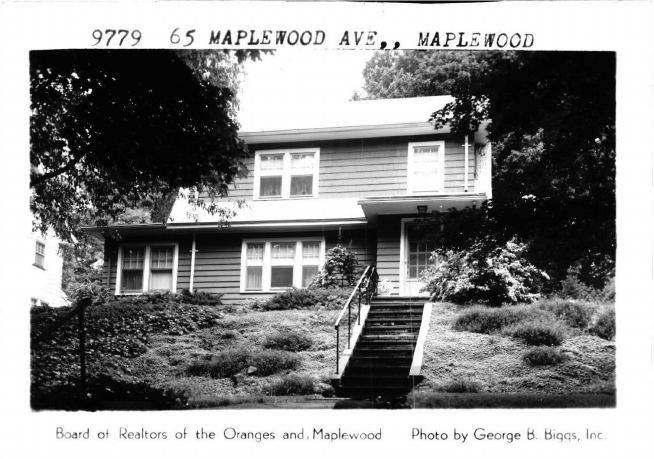 9779 65 MAPLEWOOD AVE,, MAPLEWOOD
Board of Realtors of the Oranges and, Maplewood Photo by George B. Biggs, Inc.